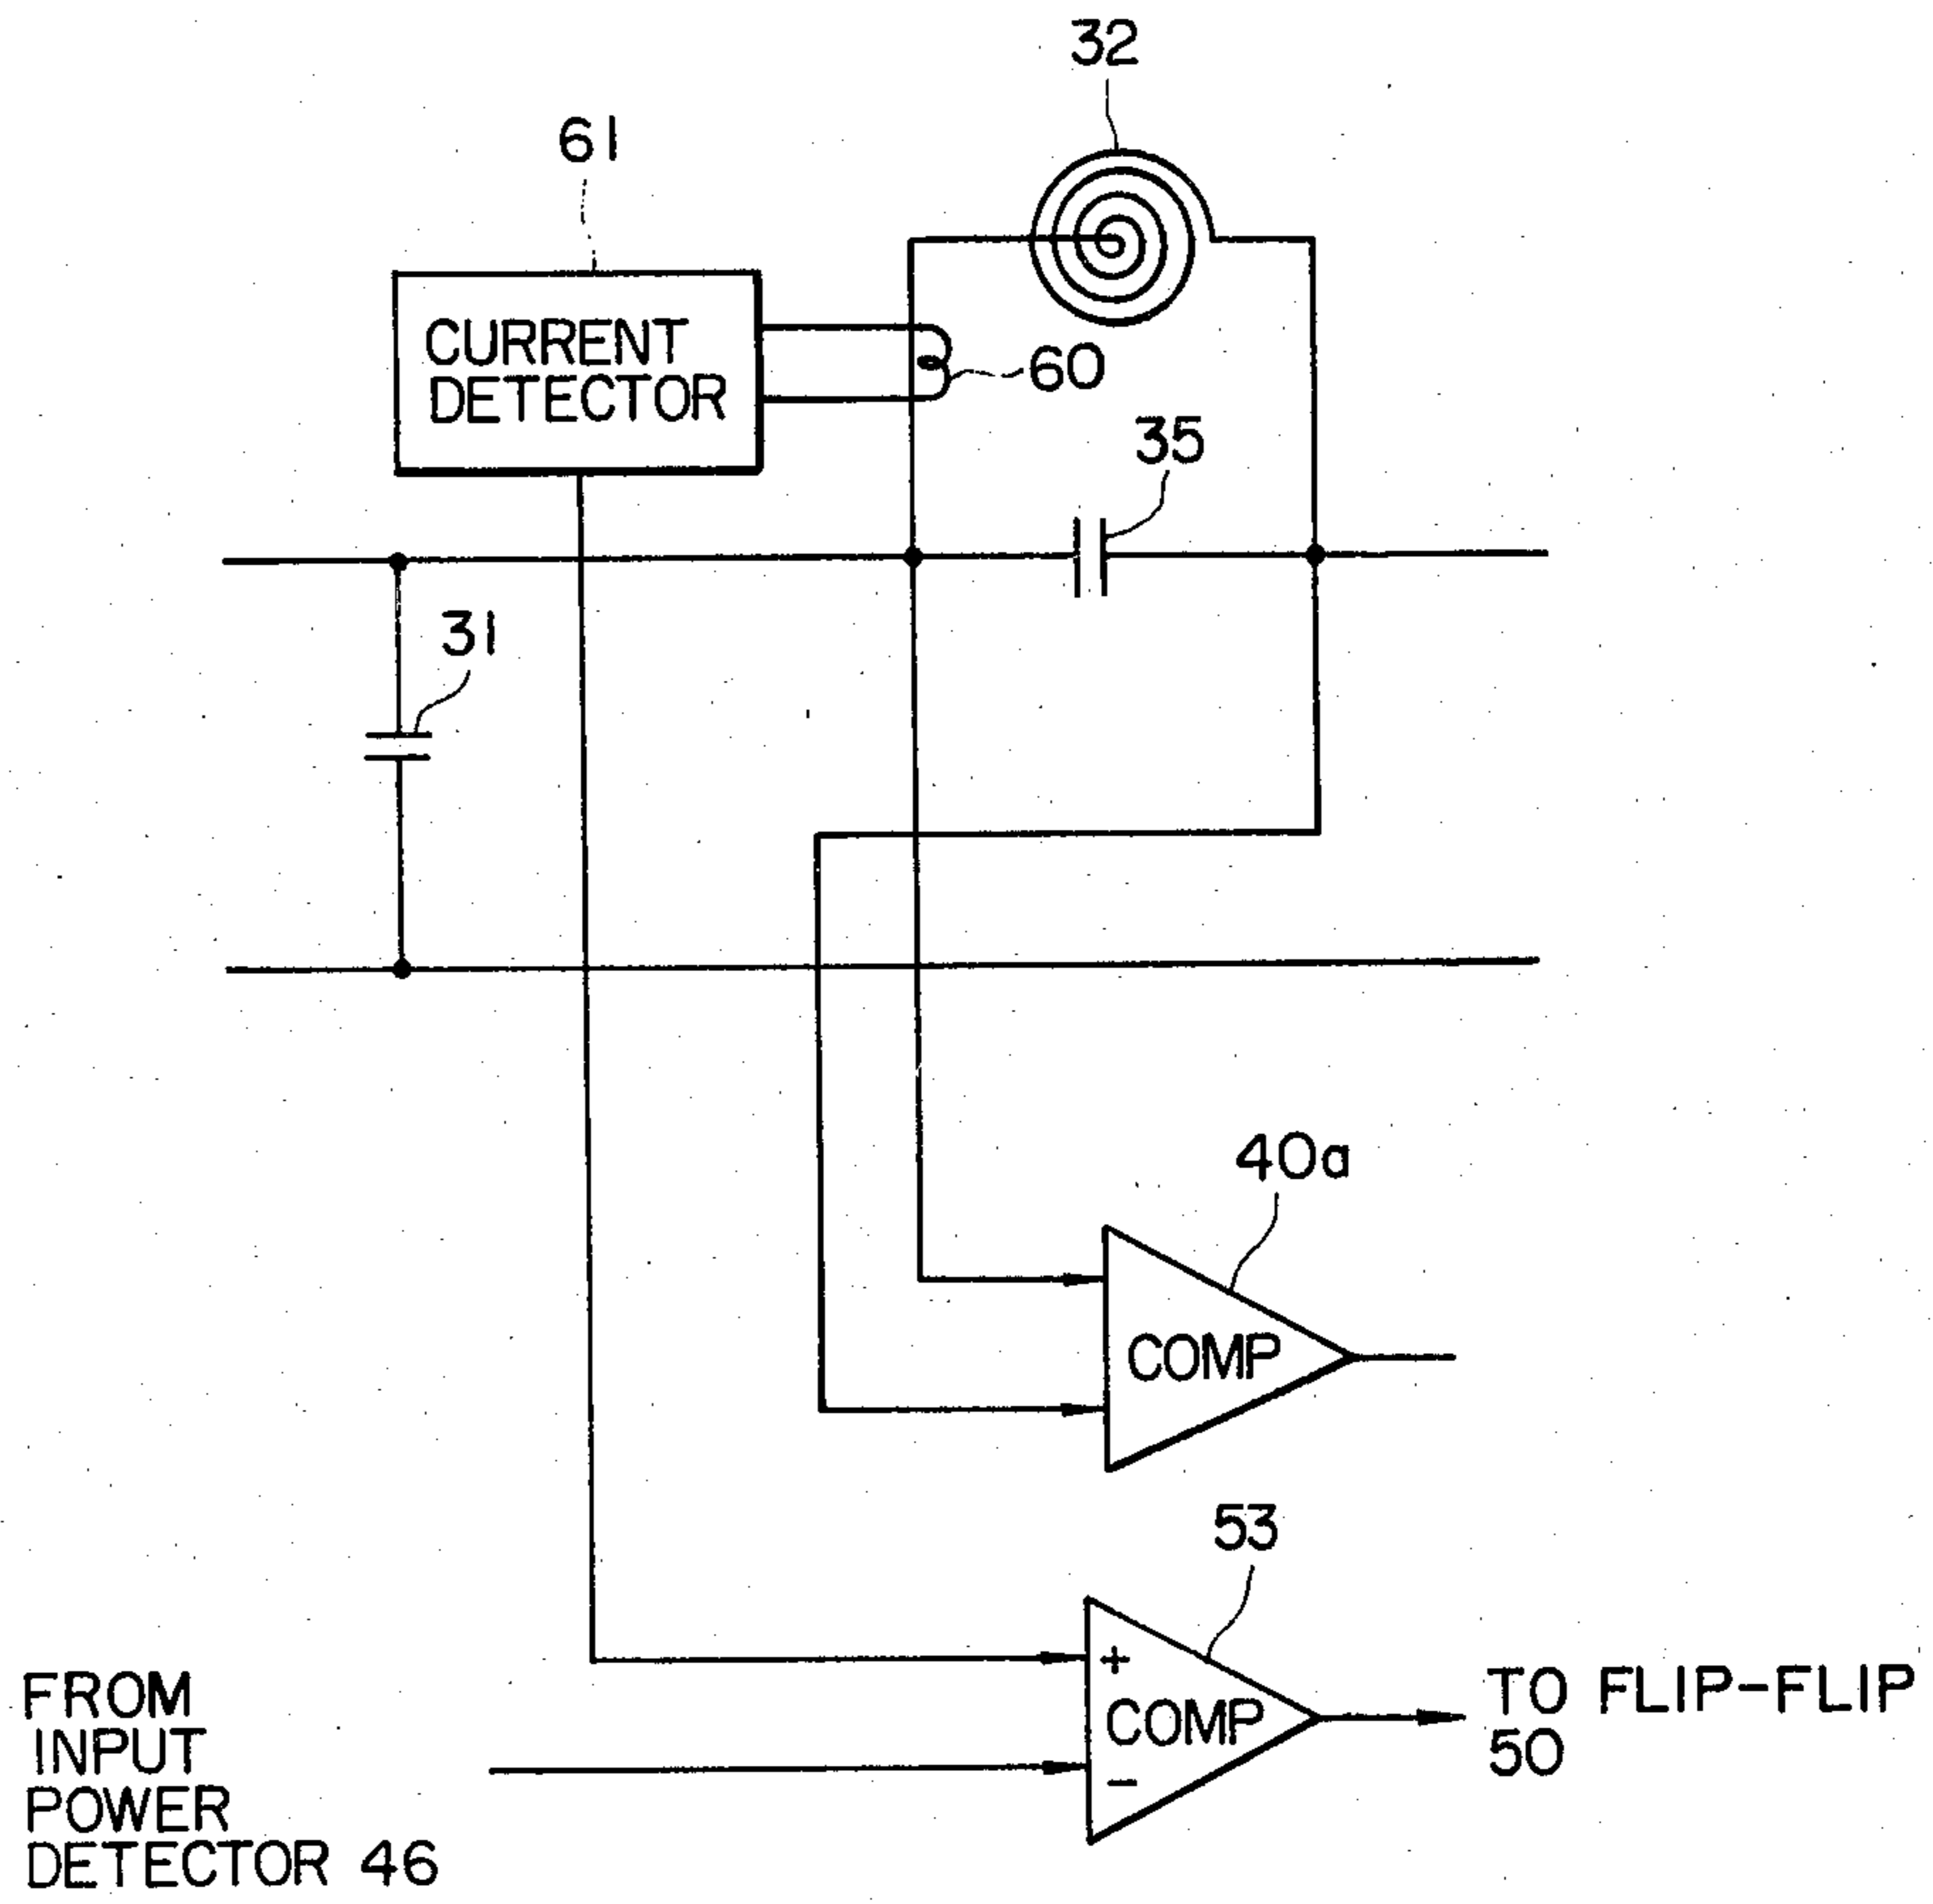 32
61
CURRENT
DETECTOR
60
35
31
40a
COMP
53
+
COMP
-
FROM
INPUT
POWER
DETECTOR 46
TO FLIP-FLIP
50